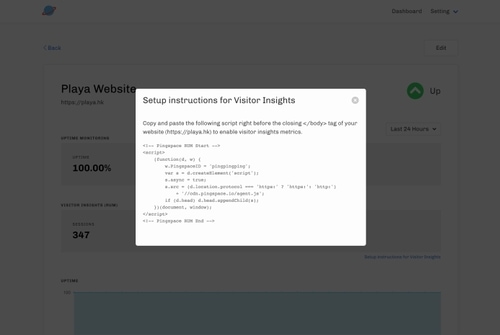 Dashboard Setting
Back
Edit
Playa Website
https://playa.hk
Up
Last 24 Hours
UPTIME MONITORING
UPTIME
100.00%
VISITOR INSIGHTS (RUM)
SESSIONS
347
Setup instructions for Visitor Insights
UPTIME
100
Setup instructions for Visitor Insights
Copy and paste the following script right before the closing </body> tag of your
website (https://playa.hk) to enable visitor insights metrics.
<!-- Pingspace RUM Start -->
<script>
(function(d, w) {
w.PingspaceID = 'pingpingping';
var s = d.createElement('script');
s.async = true;
s.src = (d.location.protocol === 'https:' ? 'https:': 'http:')
+ '//cdn.pingspace.io/agent.js';
if (d.head) d.head.appendChild(s);
})(document, window);
</script>
<!-- Pingspace RUM End -->